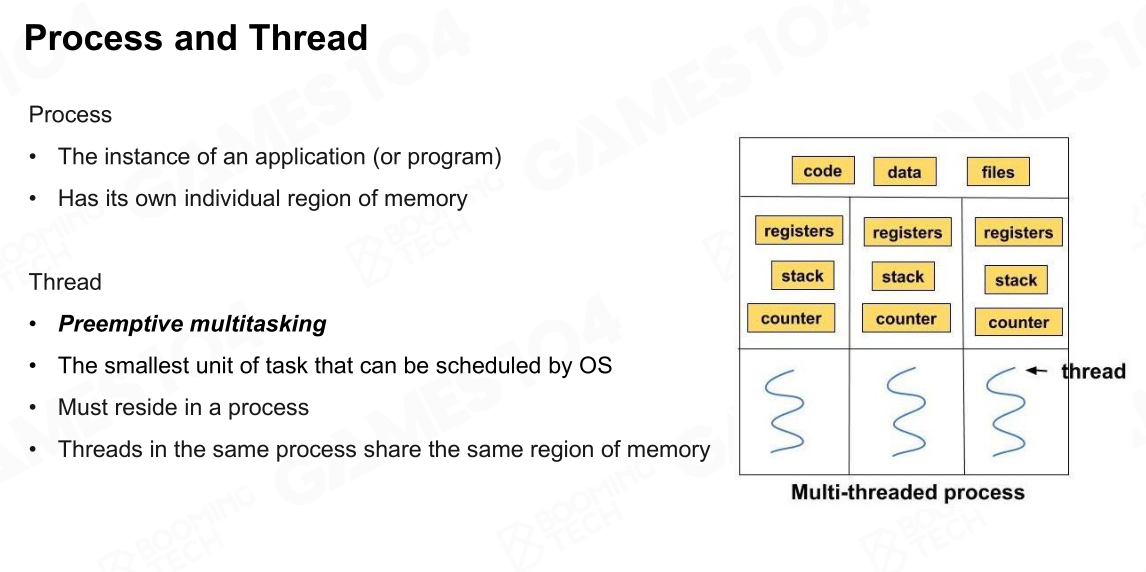 Process and Thread
Process
• The instance of an application (or program)
• Has its own individual region of memory
Thread
• Preemptive multitasking
• The smallest unit of task that can be scheduled by OS
• Must reside in a process
• Threads in the same process share the same region of memory
code data files
registers registers registers
stack stack stack
counter counter counter
thread
Multi-threaded process
GAMES104
BOOMING
TECH